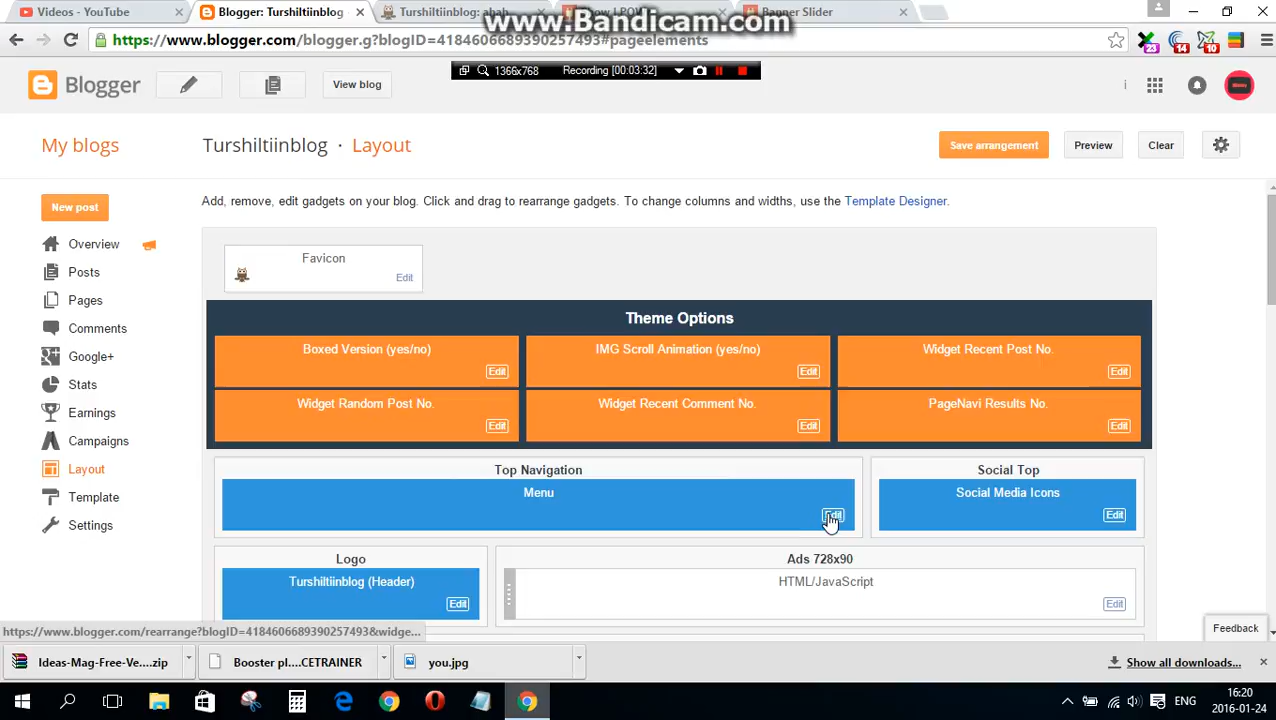 Videos - YouTube
Blogger: Turshiltiinblog
Turshiltiinblog: abah
Banner Slider
www.Bandicam.com
https://www.blogger.com/blogger.g?blogID=4184606689390257493#pageelements
23
14
10
1366x768
Recording [00:03:32]
Blogger
View blog
My blogs
Turshiltiinblog · Layout
Save arrangement
Preview
Clear
New post
Add, remove, edit gadgets on your blog. Click and drag to rearrange gadgets. To change columns and widths, use the Template Designer.
Overview
Posts
Pages
Comments
Google+
Stats
Earnings
Campaigns
Layout
Template
Settings
Favicon
Edit
Theme Options
Boxed Version (yes/no)
Edit
IMG Scroll Animation (yes/no)
Edit
Widget Recent Post No.
Edit
Widget Random Post No.
Edit
Widget Recent Comment No.
Edit
PageNavi Results No.
Edit
Top Navigation
Menu
Edit
Social Top
Social Media Icons
Edit
Logo
Turshiltiinblog (Header)
Edit
Ads 728x90
HTML/JavaScript
Edit
https://www.blogger.com/rearrange?blogID=4184606689390257493&widge...
Feedback
Ideas-Mag-Free-Ve....zip
Booster pl....CETRAINER
you.jpg
Show all downloads...
ENG
16:20
2016-01-24